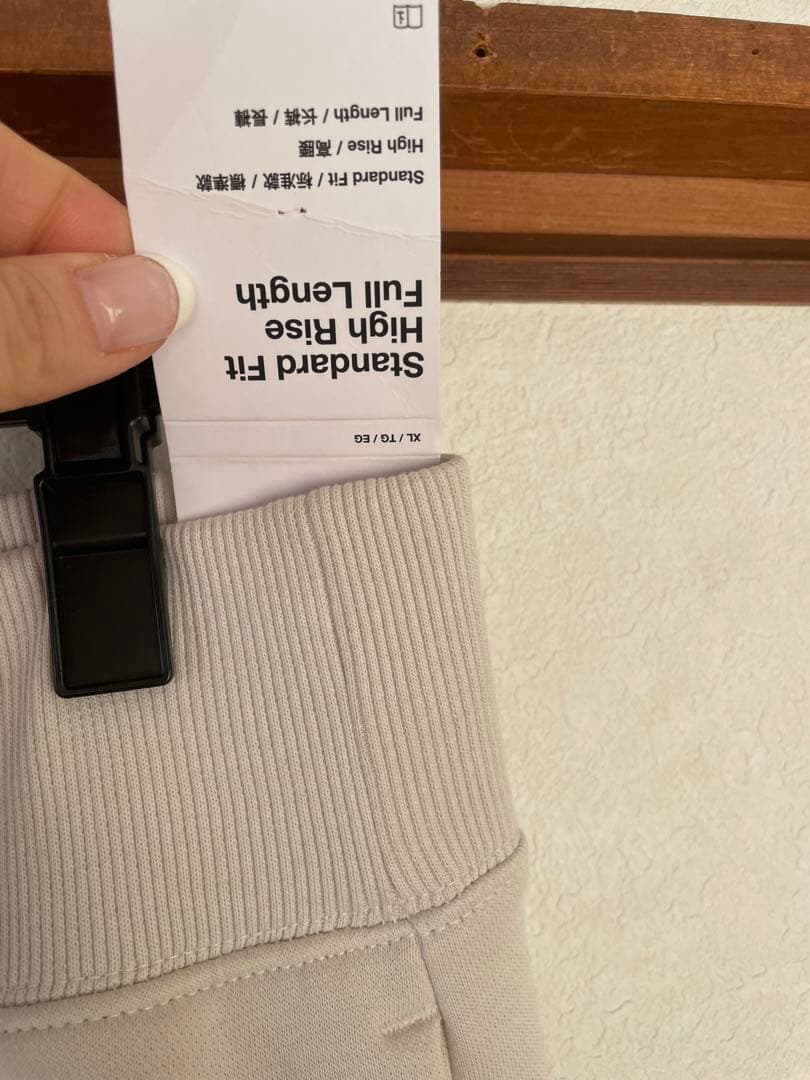 XL / TG / EG
Standard Fit
High Rise
Full Length
Standard Fit / 标准款 / 標準款
High Rise / 高腰
Full Length / 长裤 / 長褲
1